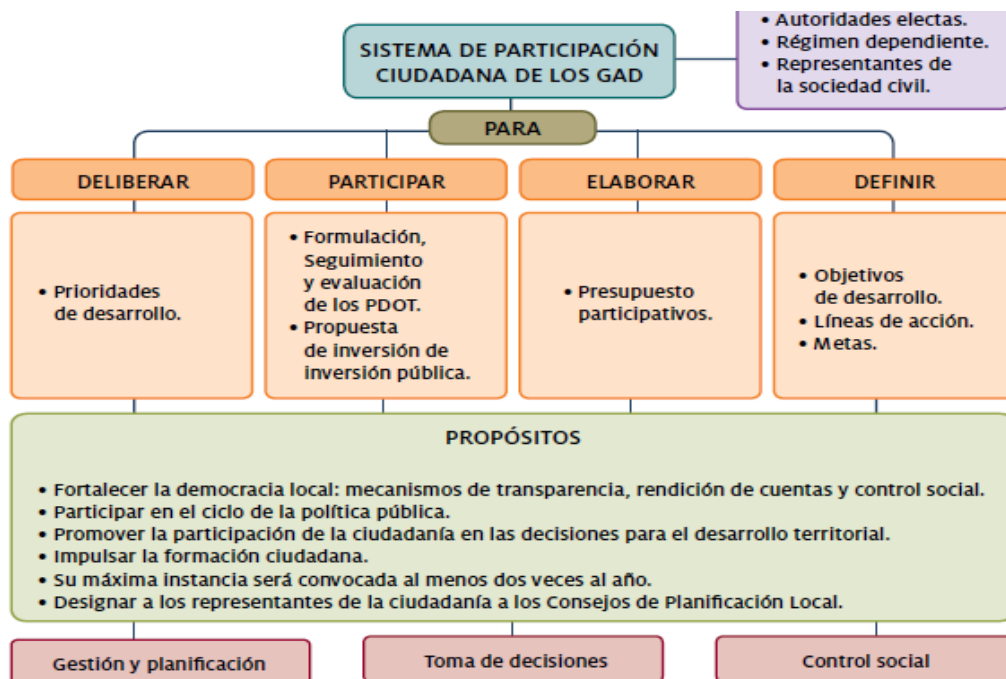 • Autoridades electas.
• Régimen dependiente.
• Representantes de
la sociedad civil.
SISTEMA DE PARTICIPACIÓN
CIUDADANA DE LOS GAD
PARA
DELIBERAR
PARTICIPAR
ELABORAR
DEFINIR
• Prioridades
de desarrollo.
• Formulación,
Seguimiento
y evaluación
de los PDOT.
• Propuesta
de inversión de
inversión pública.
• Presupuesto
participativos.
• Objetivos
de desarrollo.
• Líneas de acción.
• Metas.
PROPÓSITOS
• Fortalecer la democracia local: mecanismos de transparencia, rendición de cuentas y control social.
• Participar en el ciclo de la política pública.
• Promover la participación de la ciudadanía en las decisiones para el desarrollo territorial.
• Impulsar la formación ciudadana.
• Su máxima instancia será convocada al menos dos veces al año.
• Designar a los representantes de la ciudadanía a los Consejos de Planificación Local.
Gestión y planificación
Toma de decisiones
Control social